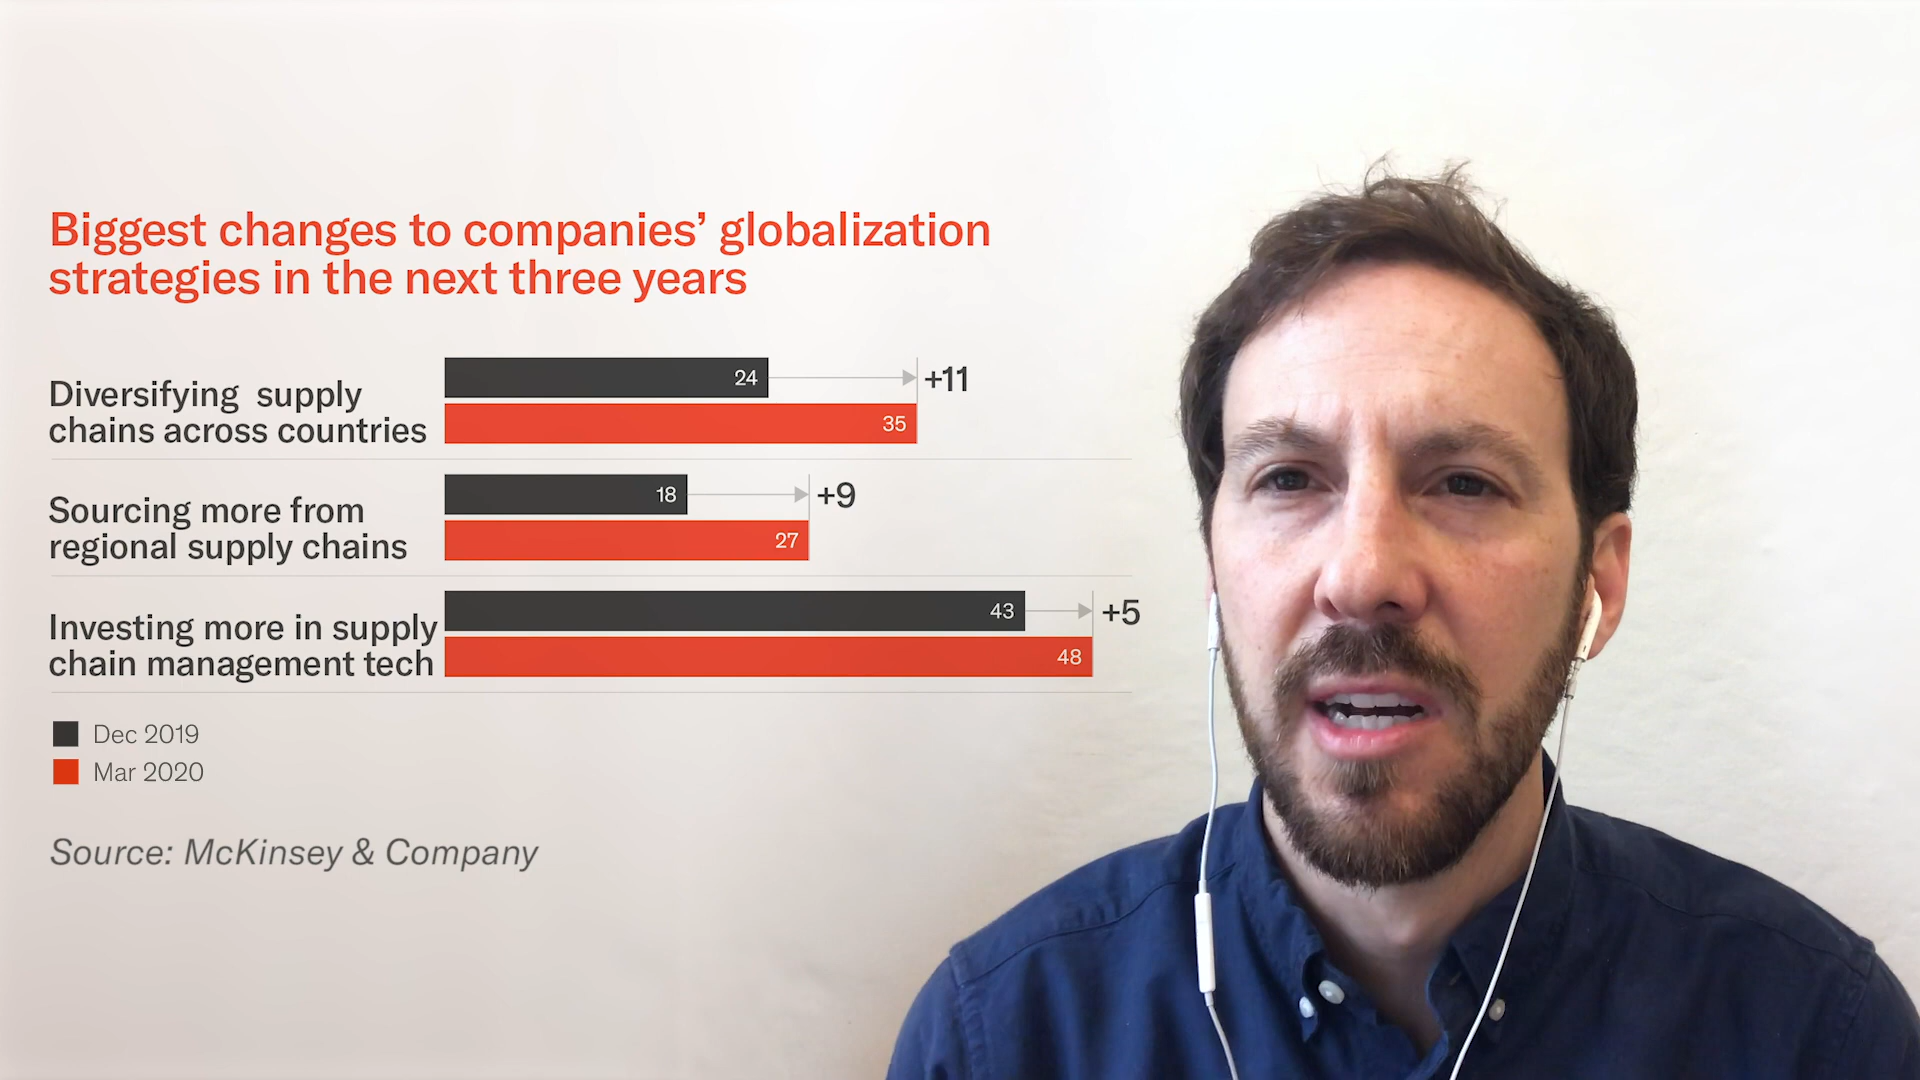 Biggest changes to companies’ globalization
strategies in the next three years
Diversifying supply
chains across countries
24
+11
35
Sourcing more from
regional supply chains
18
+9
27
Investing more in supply
chain management tech
43
+5
48
Dec 2019
Mar 2020
Source: McKinsey & Company